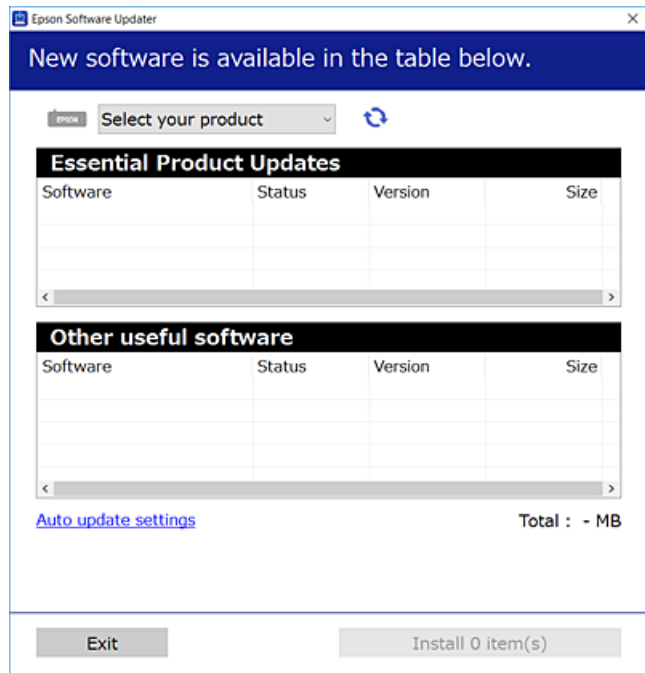 Epson Software Updater
New software is available in the table below.
EPSON Select your product
Essential Product Updates
Software Status Version Size
Other useful software
Software Status Version Size
Auto update settings Total : - MB
Exit Install 0 item(s)